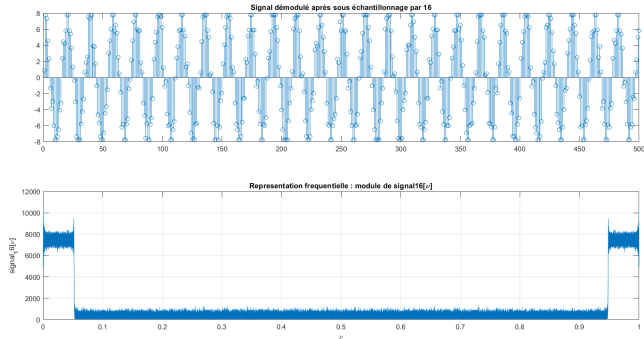 Signal démodulé après sous échantillonnage par 16
8
6
4
2
0
-2
-4
-6
-8
0 50 100 150 200 250 300 350 400 450 500
Representation frequentielle : module de signal16[ν]
12000
10000
8000
6000
4000
2000
0
signal₁6[ν]
0 0.1 0.2 0.3 0.4 0.5 0.6 0.7 0.8 0.9 1
ν